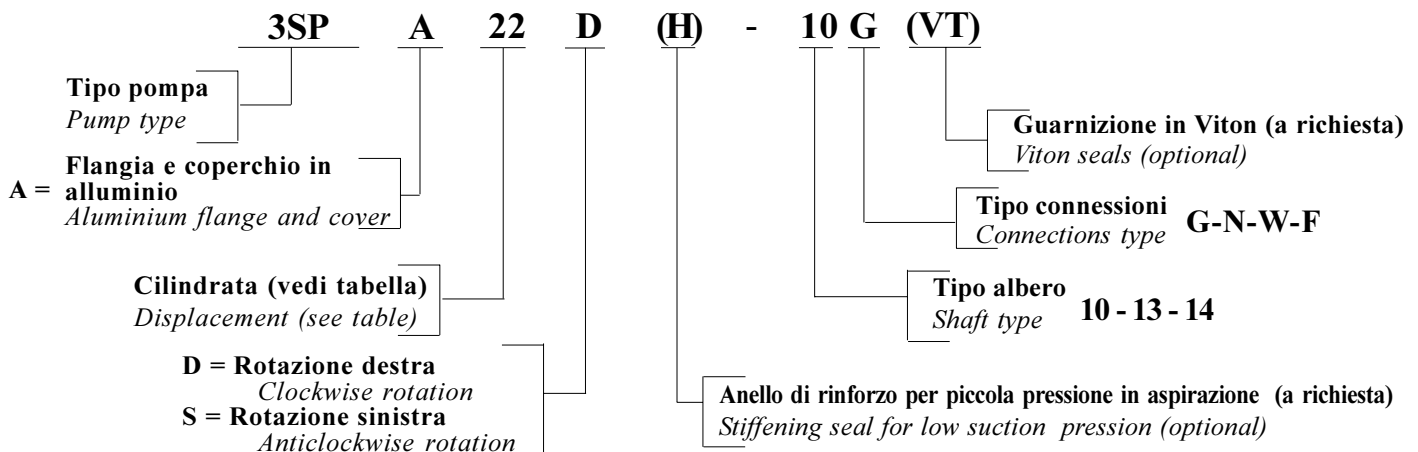 3SP A 22 D (H) - 10 G (VT)
Tipo pompa
Pump type
A = Flangia e coperchio in
alluminio
Aluminium flange and cover
Cilindrata (vedi tabella)
Displacement (see table)
D = Rotazione destra
Clockwise rotation
S = Rotazione sinistra
Anticlockwise rotation
Guarnizione in Viton (a richiesta)
Viton seals (optional)
Tipo connessioni G-N-W-F
Connections type
Tipo albero 10 - 13 - 14
Shaft type
Anello di rinforzo per piccola pressione in aspirazione (a richiesta)
Stiffening seal for low suction pression (optional)